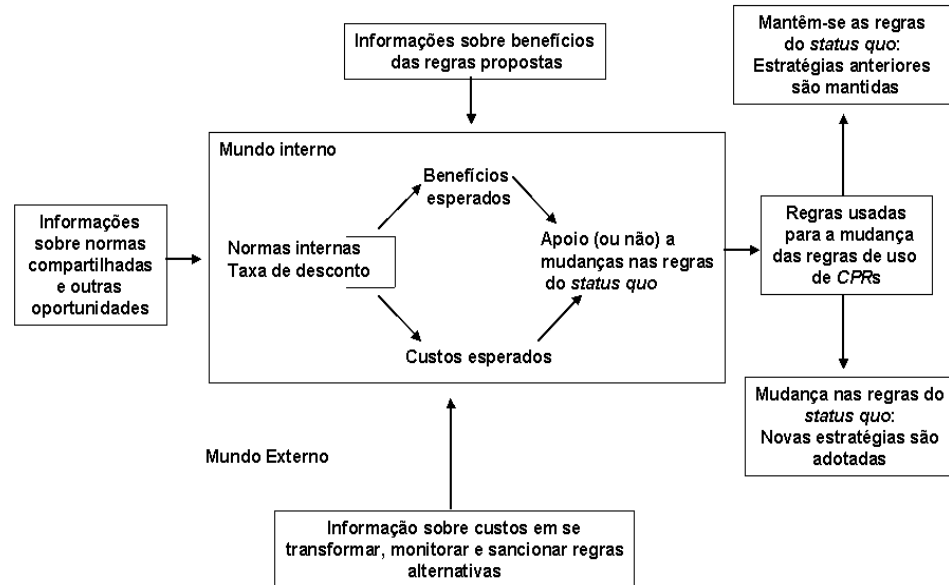 Informações sobre benefícios
das regras propostas
Mantêm-se as regras
do status quo:
Estratégias anteriores
são mantidas
Mundo interno
Benefícios
esperados
Informações
sobre normas
compartilhadas
e outras
oportunidades
Normas internas
Taxa de desconto
Apoio (ou não) a
mudanças nas regras
do status quo
Custos esperados
Regras usadas
para a mudança
das regras de uso
de CPRs
Mudança nas regras do
status quo:
Novas estratégias são
adotadas
Mundo Externo
Informação sobre custos em se
transformar, monitorar e sancionar regras
alternativas